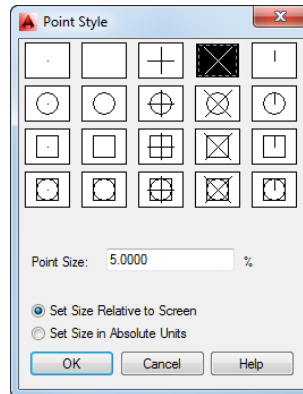 Point Style
Point Size: 5.0000 %
Set Size Relative to Screen
Set Size in Absolute Units
OK Cancel Help